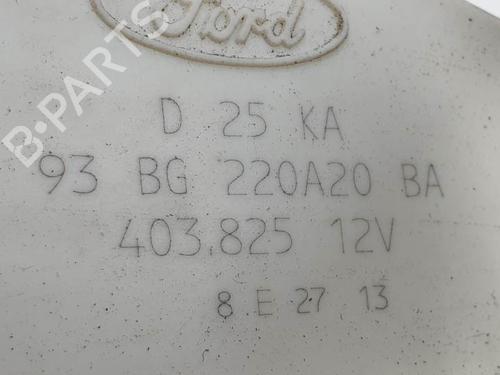 Ford
D 25 KA
93 BG 220A20 BA
403.825 12V
8 E 27 13
B-PARTS